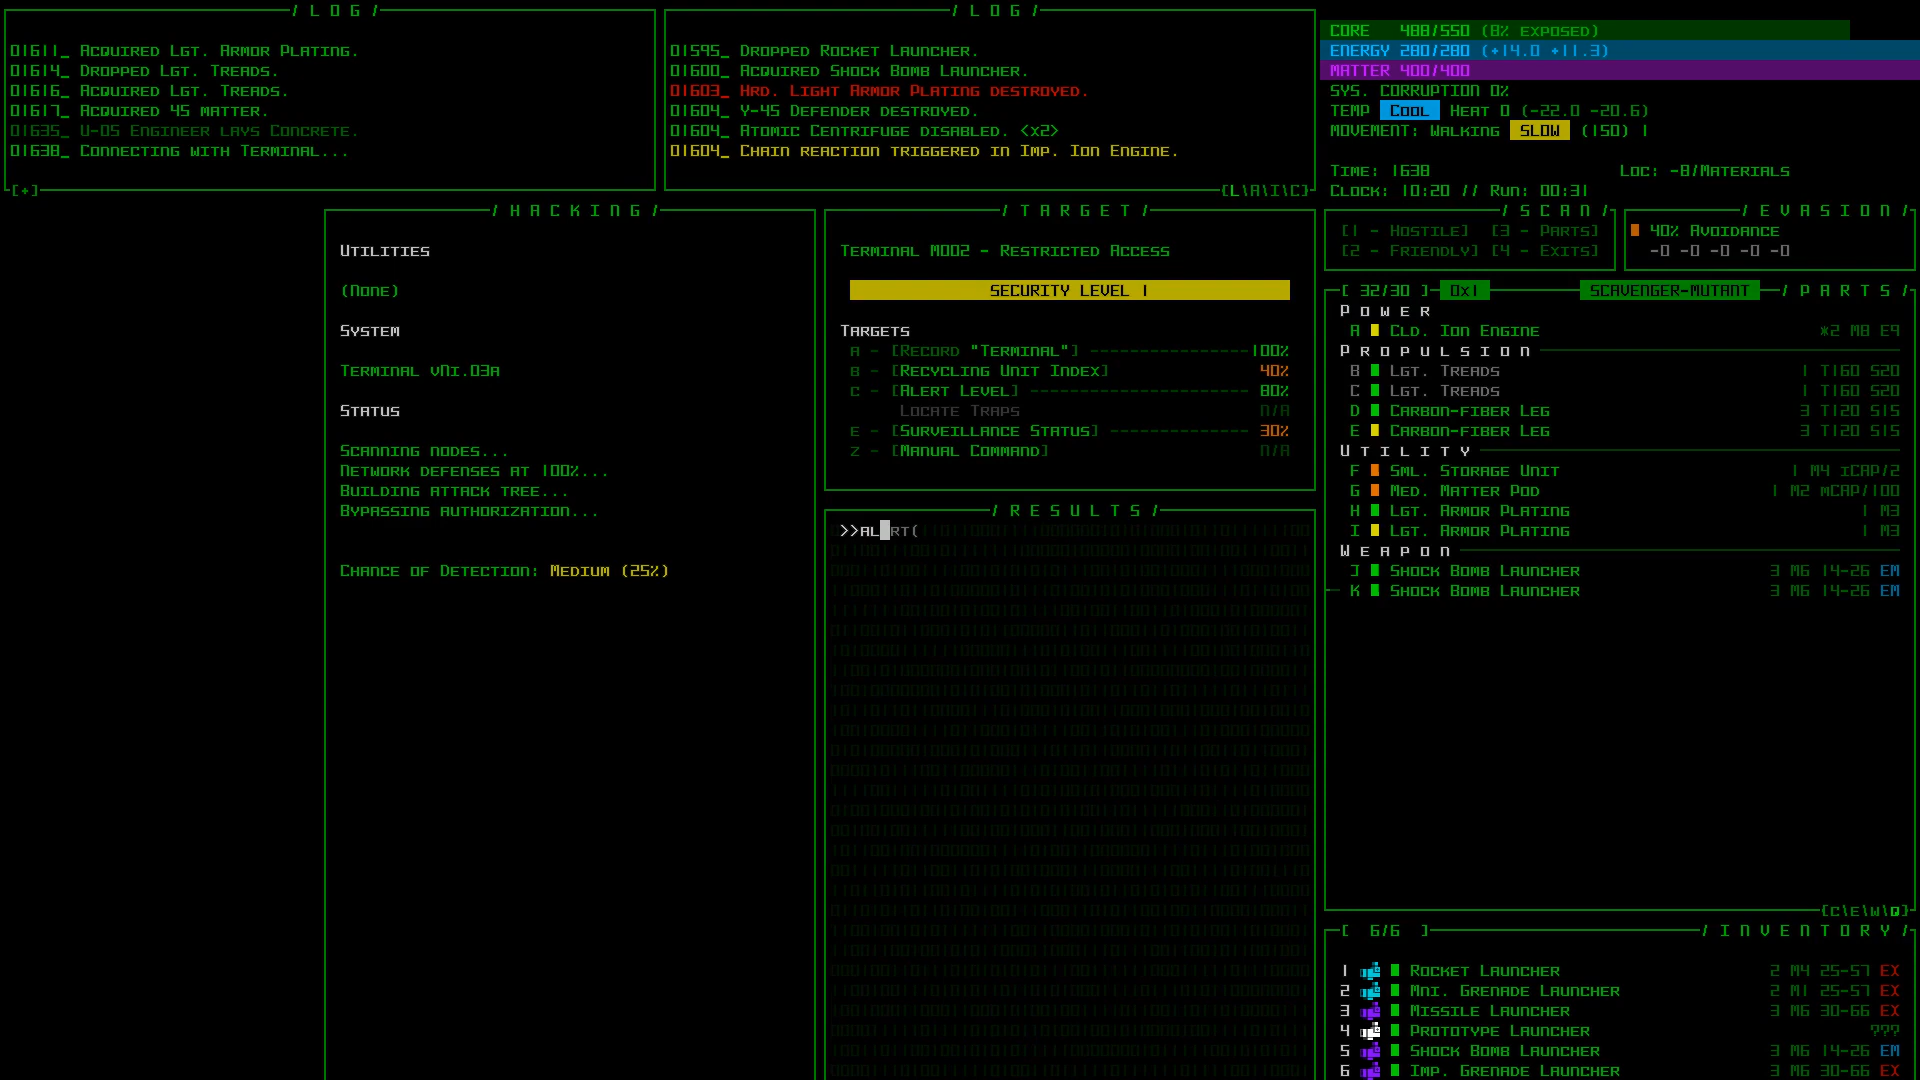 / L O G /
01611_ Acquired Lgt. Armor Plating.
01614_ Dropped Lgt. Treads.
01616_ Acquired Lgt. Treads.
01617_ Acquired 45 matter.
01635_ U-05 Engineer lays Concrete.
01638_ Connecting with Terminal...
[+]
/ L O G /
01595_ Dropped Rocket Launcher.
01600_ Acquired Shock Bomb Launcher.
01603_ Hrd. Light Armor Plating destroyed.
01604_ Y-45 Defender destroyed.
01604_ Atomic Centrifuge disabled. <x2>
01604_ Chain reaction triggered in Imp. Ion Engine.
{L\A\I\C}
CORE 488/550 (8% exposed)
ENERGY 280/280 (+14.0 +11.3)
MATTER 400/400
SYS. CORRUPTION 0%
TEMP Cool Heat 0 (-22.0 -20.6)
MOVEMENT: Walking SLOW (150) 1
Time: 1638 Loc: -8/Materials
Clock: 10:20 // Run: 00:31
/ H A C K I N G /
Utilities
(None)
System
Terminal vNi.03a
Status
Scanning nodes...
Network defenses at 100%...
Building attack tree...
Bypassing authorization...
Chance of Detection: Medium (25%)
/ T A R G E T /
Terminal M002 - Restricted Access
SECURITY LEVEL 1
Targets
A - [Record "Terminal"] 100%
B - [Recycling Unit Index] 40%
C - [Alert Level] 80%
Locate Traps N/A
E - [Surveillance Status] 30%
Z - [Manual Command] N/A
/ R E S U L T S /
>>ALERT(
/ S C A N /
[1 - Hostile] [3 - Parts]
[2 - Friendly] [4 - Exits]
/ E V A S I O N /
40% Avoidance
-0 -0 -0 -0 -0
[ 32/30 ] 0x1 SCAVENGER-MUTANT / P A R T S /
P o w e r
A Cld. Ion Engine *2 M8 E9
P r o p u l s i o n
B Lgt. Treads 1 T160 S20
C Lgt. Treads 1 T160 S20
D Carbon-fiber Leg 3 T120 S15
E Carbon-fiber Leg 3 T120 S15
U t i l i t y
F Sml. Storage Unit 1 M4 iCAP/2
G Med. Matter Pod 1 M2 mCAP/100
H Lgt. Armor Plating 1 M3
I Lgt. Armor Plating 1 M3
W e a p o n
J Shock Bomb Launcher 3 M6 14-26 EM
K Shock Bomb Launcher 3 M6 14-26 EM
{C\E\W\Q}
[ 6/6 ] / I N V E N T O R Y /
1 Rocket Launcher 2 M4 25-57 EX
2 Mni. Grenade Launcher 2 M1 25-57 EX
3 Missile Launcher 3 M6 30-66 EX
4 Prototype Launcher ???
5 Shock Bomb Launcher 3 M6 14-26 EM
6 Imp. Grenade Launcher 3 M6 30-66 EX